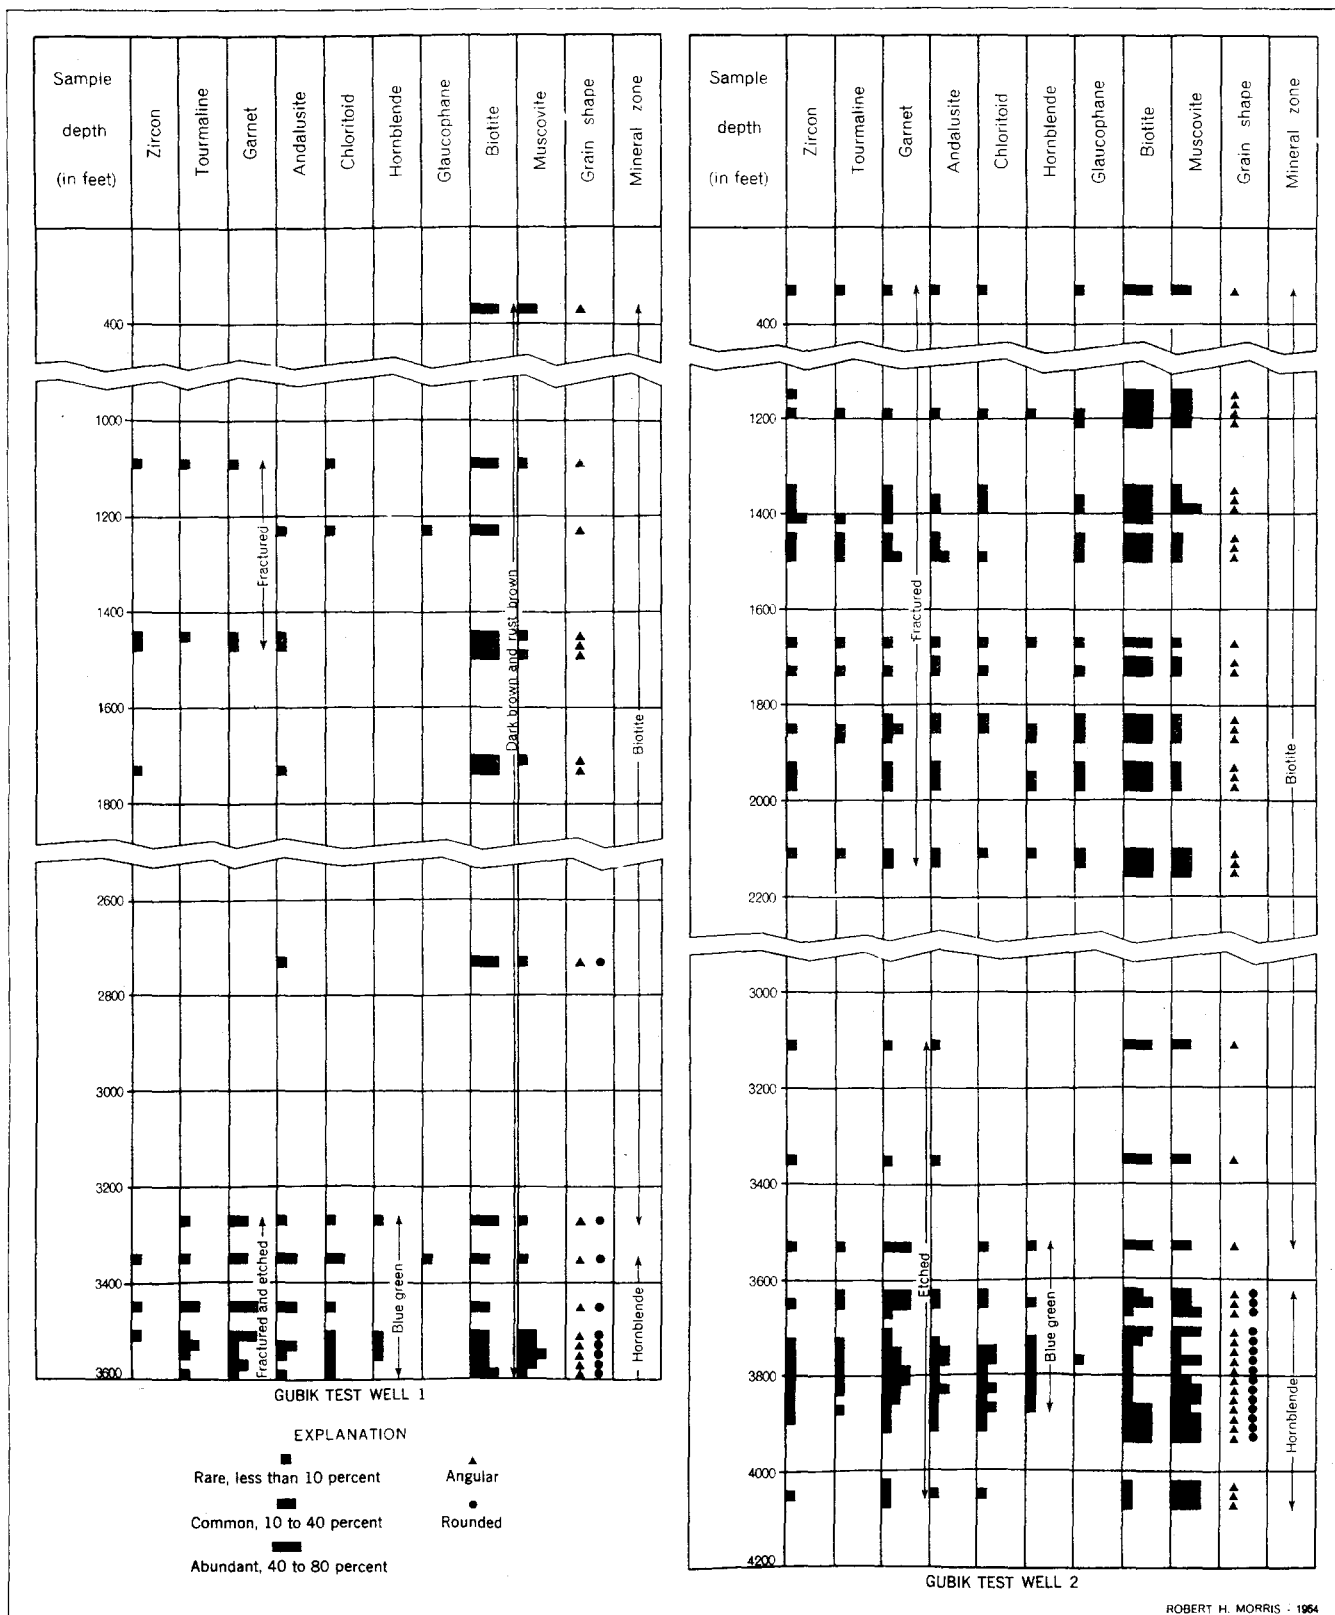 Sample
depth
(in feet)
Zircon
Tourmaline
Garnet
Andalusite
Chloritoid
Hornblende
Glaucophane
Biotite
Muscovite
Grain shape
Mineral zone
400
1000
1200
1400
1600
1800
2600
2800
3000
3200
3400
3600
Fractured
Fractured and etched
Blue green
Dark brown and rust brown
Biotite
Hornblende
GUBIK TEST WELL 1
EXPLANATION
Rare, less than 10 percent
Common, 10 to 40 percent
Abundant, 40 to 80 percent
Angular
Rounded
Sample
depth
(in feet)
Zircon
Tourmaline
Garnet
Andalusite
Chloritoid
Hornblende
Glaucophane
Biotite
Muscovite
Grain shape
Mineral zone
400
1200
1400
1600
1800
2000
2200
3000
3200
3400
3600
3800
4000
4200
Fractured
Etched
Blue green
Biotite
Hornblende
GUBIK TEST WELL 2
ROBERT H. MORRIS - 1954